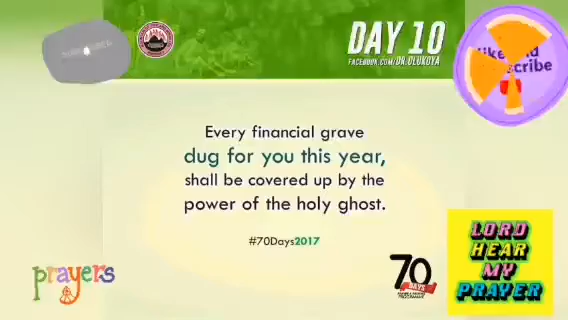 DAY 10
FACEBOOK.COM/DR.OLUKOYA
Every financial grave
dug for you this year,
shall be covered up by the
power of the holy ghost.
#70Days2017
prayers
70
DAYS
LORD
HEAR
MY
PRAYER